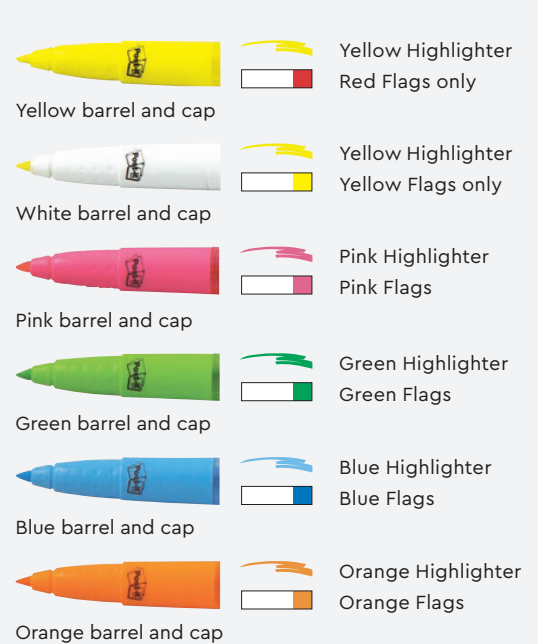 Yellow Highlighter
Red Flags only
Yellow barrel and cap
Yellow Highlighter
Yellow Flags only
White barrel and cap
Pink Highlighter
Pink Flags
Pink barrel and cap
Green Highlighter
Green Flags
Green barrel and cap
Blue Highlighter
Blue Flags
Blue barrel and cap
Orange Highlighter
Orange Flags
Orange barrel and cap